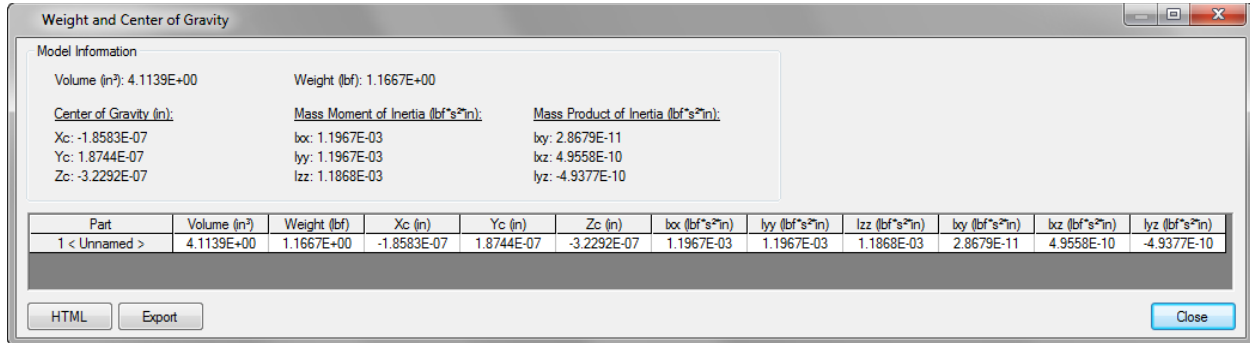 Weight and Center of Gravity
Model Information
Volume (in³): 4.1139E+00 Weight (lbf): 1.1667E+00
Center of Gravity (in): Mass Moment of Inertia (lbf*s²*in): Mass Product of Inertia (lbf*s²*in):
Xc: -1.8583E-07 Ixx: 1.1967E-03 Ixy: 2.8679E-11
Yc: 1.8744E-07 Iyy: 1.1967E-03 Ixz: 4.9558E-10
Zc: -3.2292E-07 Izz: 1.1868E-03 Iyz: -4.9377E-10
Part Volume (in³) Weight (lbf) Xc (in) Yc (in) Zc (in) Ixx (lbf*s²*in) Iyy (lbf*s²*in) Izz (lbf*s²*in) Ixy (lbf*s²*in) Ixz (lbf*s²*in) Iyz (lbf*s²*in)
1 < Unnamed > 4.1139E+00 1.1667E+00 -1.8583E-07 1.8744E-07 -3.2292E-07 1.1967E-03 1.1967E-03 1.1868E-03 2.8679E-11 4.9558E-10 -4.9377E-10
HTML Export Close